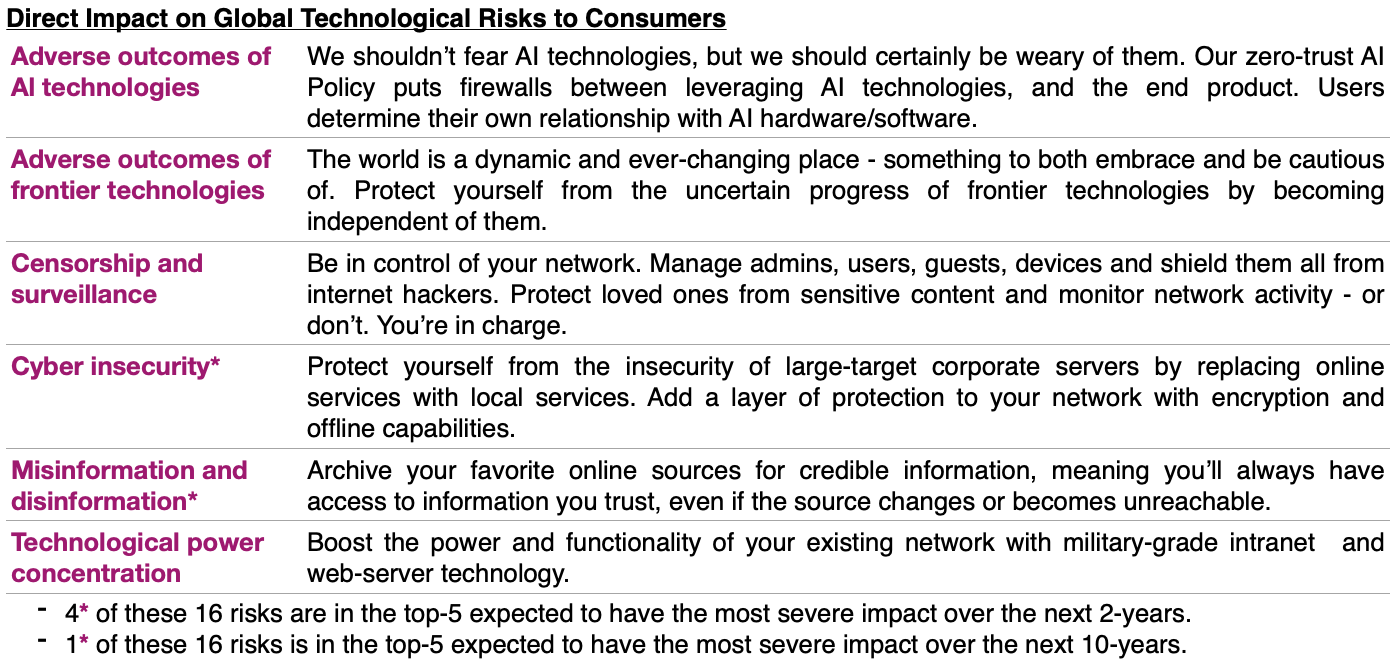 Direct Impact on Global Technological Risks to Consumers
Adverse outcomes of
AI technologies
We shouldn’t fear AI technologies, but we should certainly be weary of them. Our zero-trust AI
Policy puts firewalls between leveraging AI technologies, and the end product. Users
determine their own relationship with AI hardware/software.
Adverse outcomes of
frontier technologies
The world is a dynamic and ever-changing place - something to both embrace and be cautious
of. Protect yourself from the uncertain progress of frontier technologies by becoming
independent of them.
Censorship and
surveillance
Be in control of your network. Manage admins, users, guests, devices and shield them all from
internet hackers. Protect loved ones from sensitive content and monitor network activity - or
don’t. You’re in charge.
Cyber insecurity*
Protect yourself from the insecurity of large-target corporate servers by replacing online
services with local services. Add a layer of protection to your network with encryption and
offline capabilities.
Misinformation and
disinformation*
Archive your favorite online sources for credible information, meaning you’ll always have
access to information you trust, even if the source changes or becomes unreachable.
Technological power
concentration
Boost the power and functionality of your existing network with military-grade intranet and
web-server technology.
- 4* of these 16 risks are in the top-5 expected to have the most severe impact over the next 2-years.
- 1* of these 16 risks is in the top-5 expected to have the most severe impact over the next 10-years.